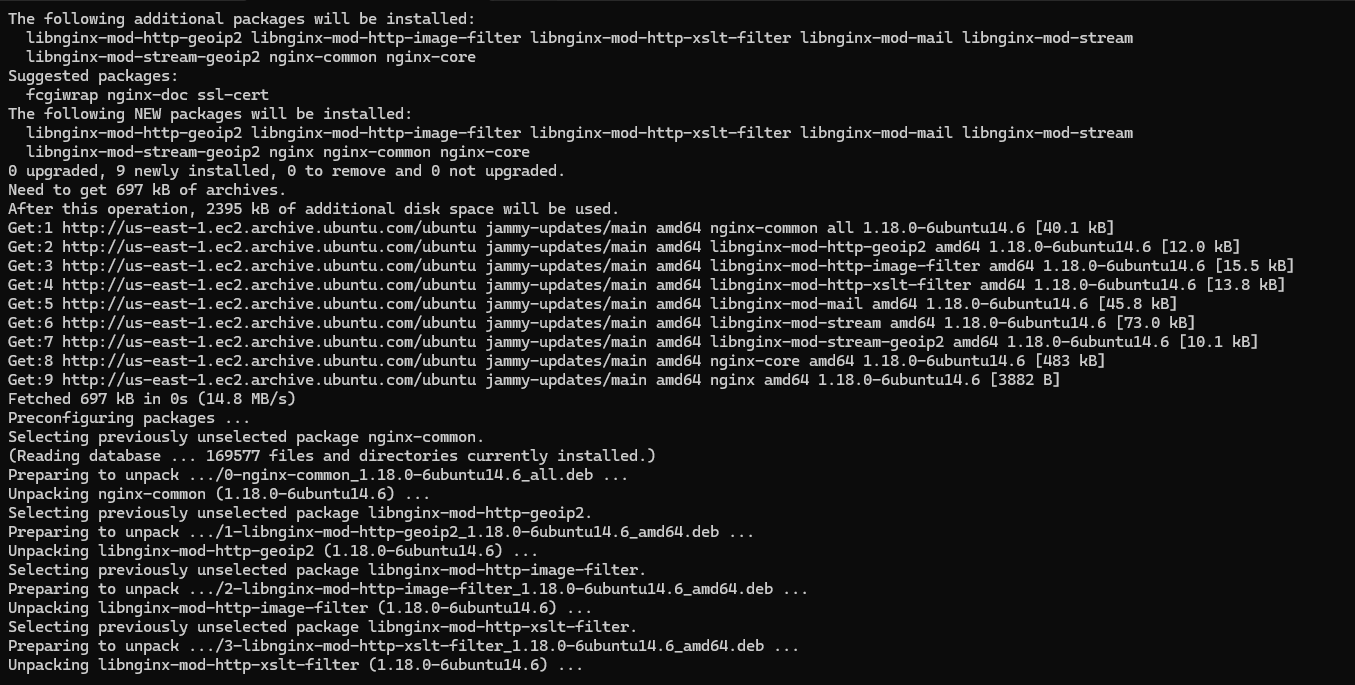 The following additional packages will be installed:
  libnginx-mod-http-geoip2 libnginx-mod-http-image-filter libnginx-mod-http-xslt-filter libnginx-mod-mail libnginx-mod-stream
  libnginx-mod-stream-geoip2 nginx-common nginx-core
Suggested packages:
  fcgiwrap nginx-doc ssl-cert
The following NEW packages will be installed:
  libnginx-mod-http-geoip2 libnginx-mod-http-image-filter libnginx-mod-http-xslt-filter libnginx-mod-mail libnginx-mod-stream
  libnginx-mod-stream-geoip2 nginx nginx-common nginx-core
0 upgraded, 9 newly installed, 0 to remove and 0 not upgraded.
Need to get 697 kB of archives.
After this operation, 2395 kB of additional disk space will be used.
Get:1 http://us-east-1.ec2.archive.ubuntu.com/ubuntu jammy-updates/main amd64 nginx-common all 1.18.0-6ubuntu14.6 [40.1 kB]
Get:2 http://us-east-1.ec2.archive.ubuntu.com/ubuntu jammy-updates/main amd64 libnginx-mod-http-geoip2 amd64 1.18.0-6ubuntu14.6 [12.0 kB]
Get:3 http://us-east-1.ec2.archive.ubuntu.com/ubuntu jammy-updates/main amd64 libnginx-mod-http-image-filter amd64 1.18.0-6ubuntu14.6 [15.5 kB]
Get:4 http://us-east-1.ec2.archive.ubuntu.com/ubuntu jammy-updates/main amd64 libnginx-mod-http-xslt-filter amd64 1.18.0-6ubuntu14.6 [13.8 kB]
Get:5 http://us-east-1.ec2.archive.ubuntu.com/ubuntu jammy-updates/main amd64 libnginx-mod-mail amd64 1.18.0-6ubuntu14.6 [45.8 kB]
Get:6 http://us-east-1.ec2.archive.ubuntu.com/ubuntu jammy-updates/main amd64 libnginx-mod-stream amd64 1.18.0-6ubuntu14.6 [73.0 kB]
Get:7 http://us-east-1.ec2.archive.ubuntu.com/ubuntu jammy-updates/main amd64 libnginx-mod-stream-geoip2 amd64 1.18.0-6ubuntu14.6 [10.1 kB]
Get:8 http://us-east-1.ec2.archive.ubuntu.com/ubuntu jammy-updates/main amd64 nginx-core amd64 1.18.0-6ubuntu14.6 [483 kB]
Get:9 http://us-east-1.ec2.archive.ubuntu.com/ubuntu jammy-updates/main amd64 nginx amd64 1.18.0-6ubuntu14.6 [3882 B]
Fetched 697 kB in 0s (14.8 MB/s)
Preconfiguring packages ...
Selecting previously unselected package nginx-common.
(Reading database ... 169577 files and directories currently installed.)
Preparing to unpack .../0-nginx-common_1.18.0-6ubuntu14.6_all.deb ...
Unpacking nginx-common (1.18.0-6ubuntu14.6) ...
Selecting previously unselected package libnginx-mod-http-geoip2.
Preparing to unpack .../1-libnginx-mod-http-geoip2_1.18.0-6ubuntu14.6_amd64.deb ...
Unpacking libnginx-mod-http-geoip2 (1.18.0-6ubuntu14.6) ...
Selecting previously unselected package libnginx-mod-http-image-filter.
Preparing to unpack .../2-libnginx-mod-http-image-filter_1.18.0-6ubuntu14.6_amd64.deb ...
Unpacking libnginx-mod-http-image-filter (1.18.0-6ubuntu14.6) ...
Selecting previously unselected package libnginx-mod-http-xslt-filter.
Preparing to unpack .../3-libnginx-mod-http-xslt-filter_1.18.0-6ubuntu14.6_amd64.deb ...
Unpacking libnginx-mod-http-xslt-filter (1.18.0-6ubuntu14.6) ...